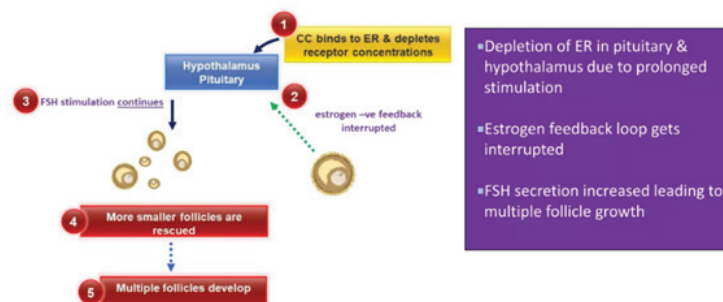 1
CC binds to ER & depletes
receptor concentrations
Hypothalamus
Pituitary
2
estrogen –ve feedback
interrupted
3
FSH stimulation continues
4
More smaller follicles are
rescued
5
Multiple follicles develop
▪Depletion of ER in pituitary &
hypothalamus due to prolonged
stimulation
▪Estrogen feedback loop gets
interrupted
▪FSH secretion increased leading to
multiple follicle growth